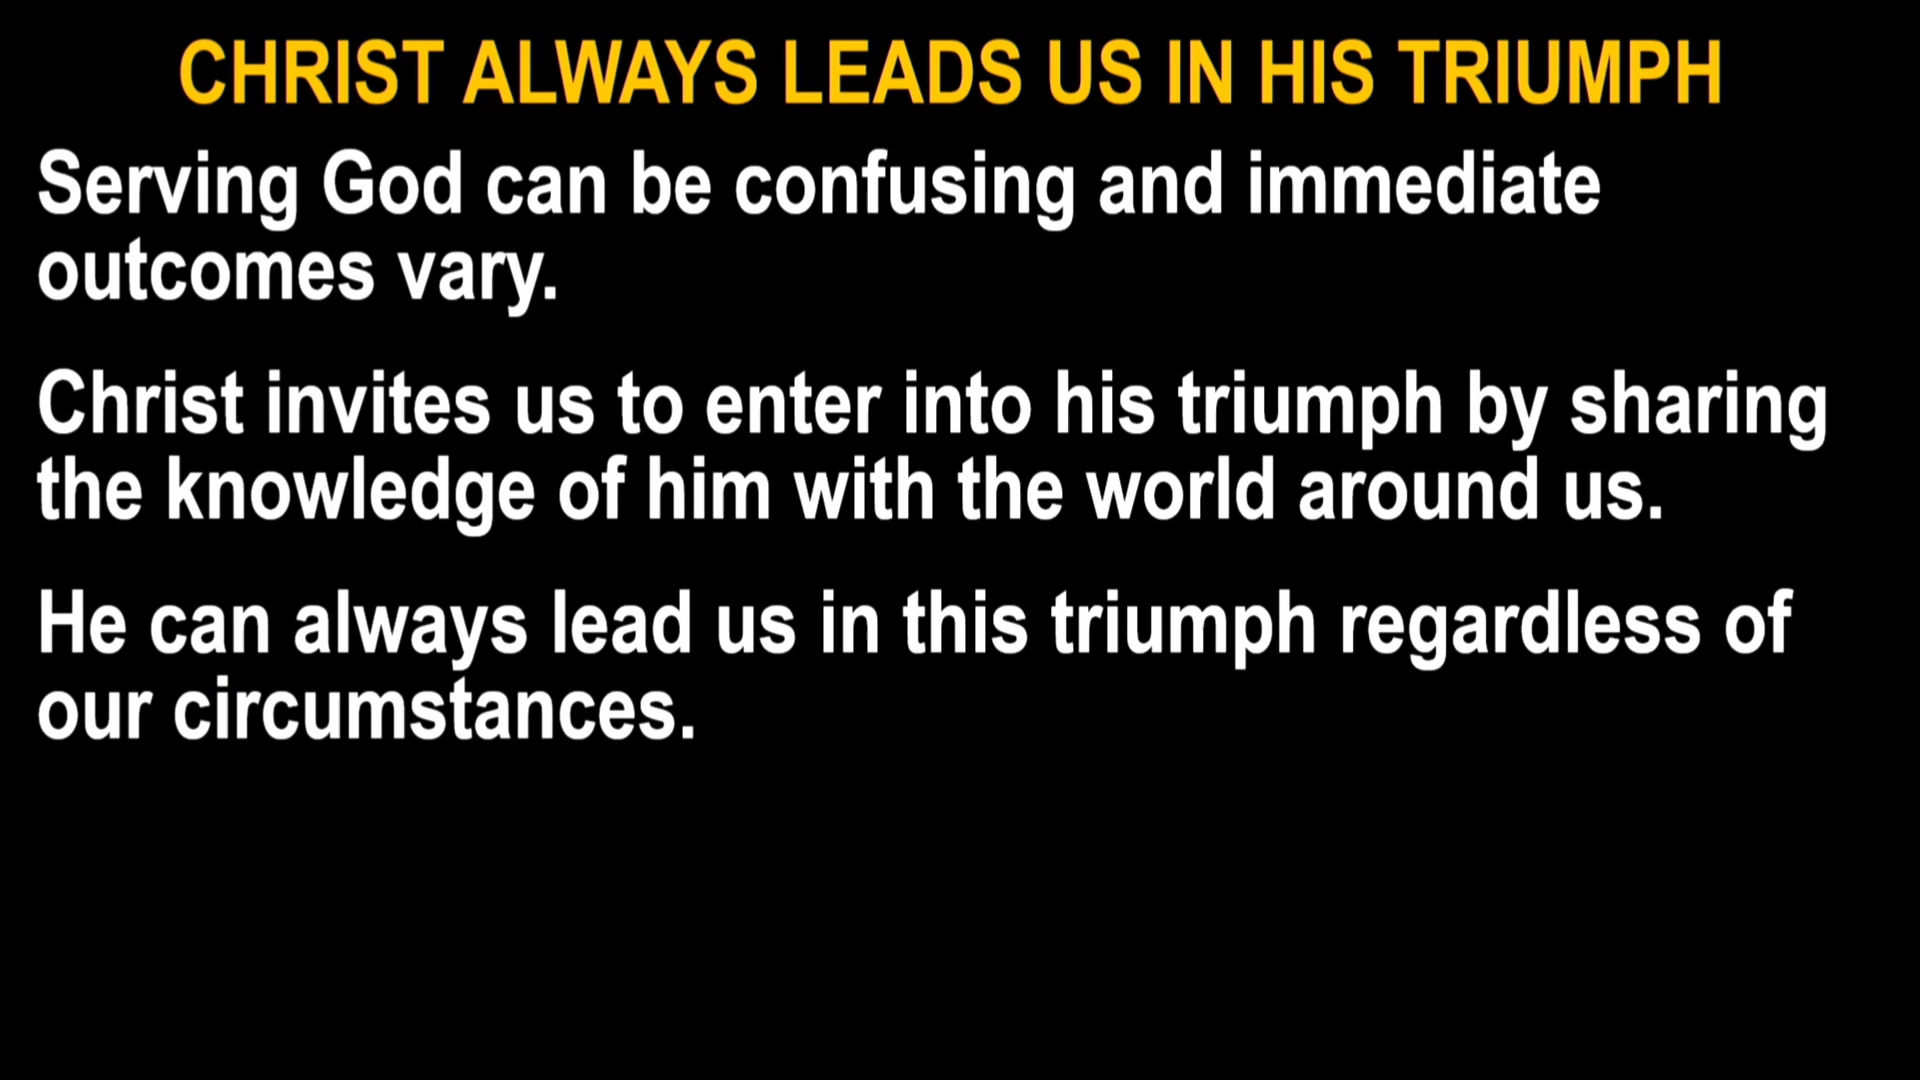 CHRIST ALWAYS LEADS US IN HIS TRIUMPH
Serving God can be confusing and immediate
outcomes vary.
Christ invites us to enter into his triumph by sharing
the knowledge of him with the world around us.
He can always lead us in this triumph regardless of
our circumstances.